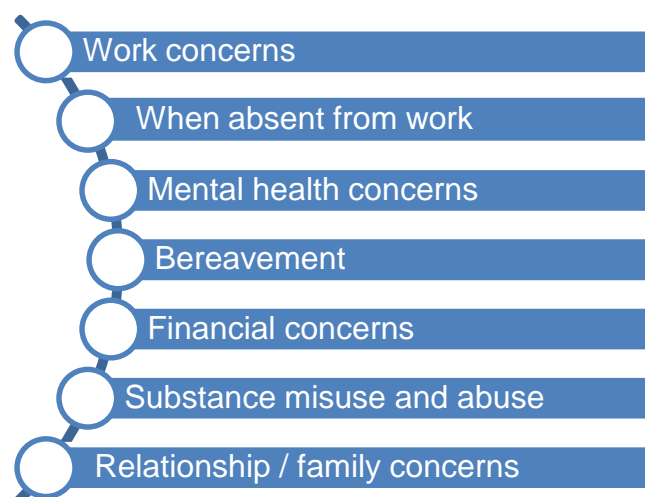 Work concerns
When absent from work
Mental health concerns
Bereavement
Financial concerns
Substance misuse and abuse
Relationship / family concerns